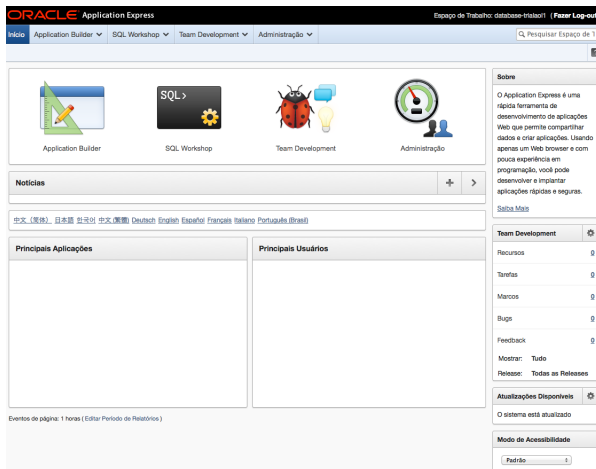 ORACLE Application Express
Espaço de Trabalho: database-trialaol1 ( Fazer Log-out
Início Application Builder SQL Workshop Team Development Administração
Pesquisar Espaço de T
SQL>
Application Builder SQL Workshop Team Development Administração
Notícias
中文（简体） 日本語 한국어 中文(繁體) Deutsch English Español Français Italiano Português (Brasil)
Principais Aplicações
Principais Usuários
Eventos de página: 1 horas ( Editar Período de Relatórios )
Sobre
O Application Express é uma
rápida ferramenta de
desenvolvimento de aplicações
Web que permite compartilhar
dados e criar aplicações. Usando
apenas um Web browser e com
pouca experiência em
programação, você pode
desenvolver e implantar
aplicações rápidas e seguras.
Saiba Mais
Team Development
Recursos 0
Tarefas 0
Marcos 0
Bugs 0
Feedback 0
Mostrar: Tudo
Release: Todas as Releases
Atualizações Disponíveis
O sistema está atualizado
Modo de Acessibilidade
Padrão